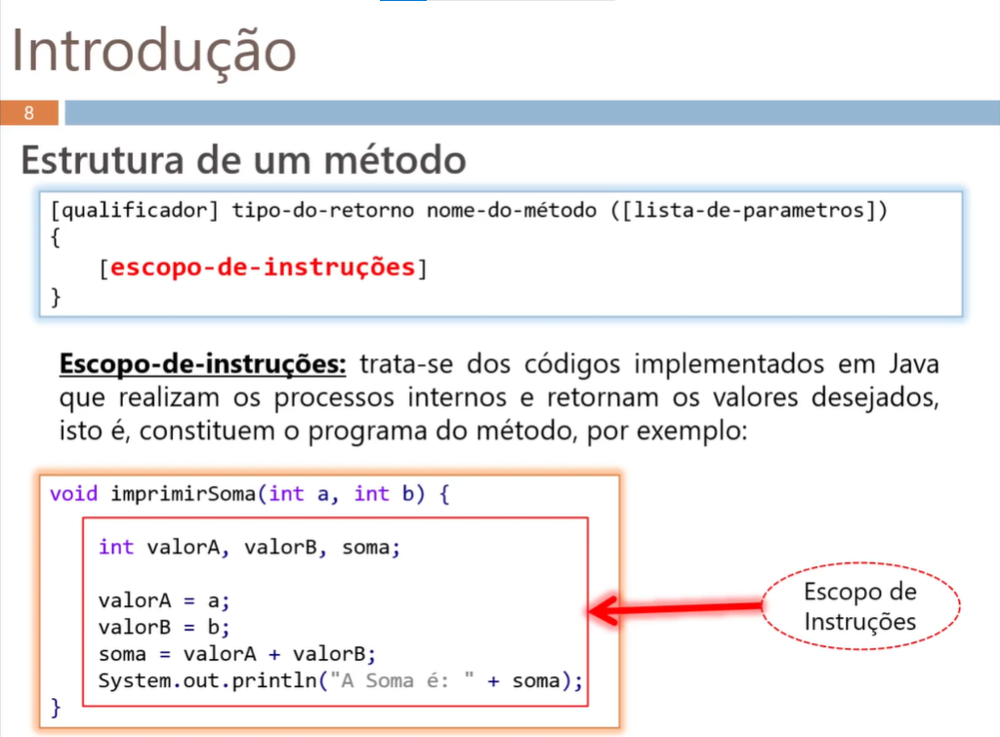 Introdução
8
Estrutura de um método
[qualificador] tipo-do-retorno nome-do-método ([lista-de-parametros])
{
[escopo-de-instruções]
}
Escopo-de-instruções: trata-se dos códigos implementados em Java
que realizam os processos internos e retornam os valores desejados,
isto é, constituem o programa do método, por exemplo:
void imprimirSoma(int a, int b) {
int valorA, valorB, soma;
valorA = a;
valorB = b;
soma = valorA + valorB;
System.out.println("A Soma é: " + soma);
}
Escopo de
Instruções